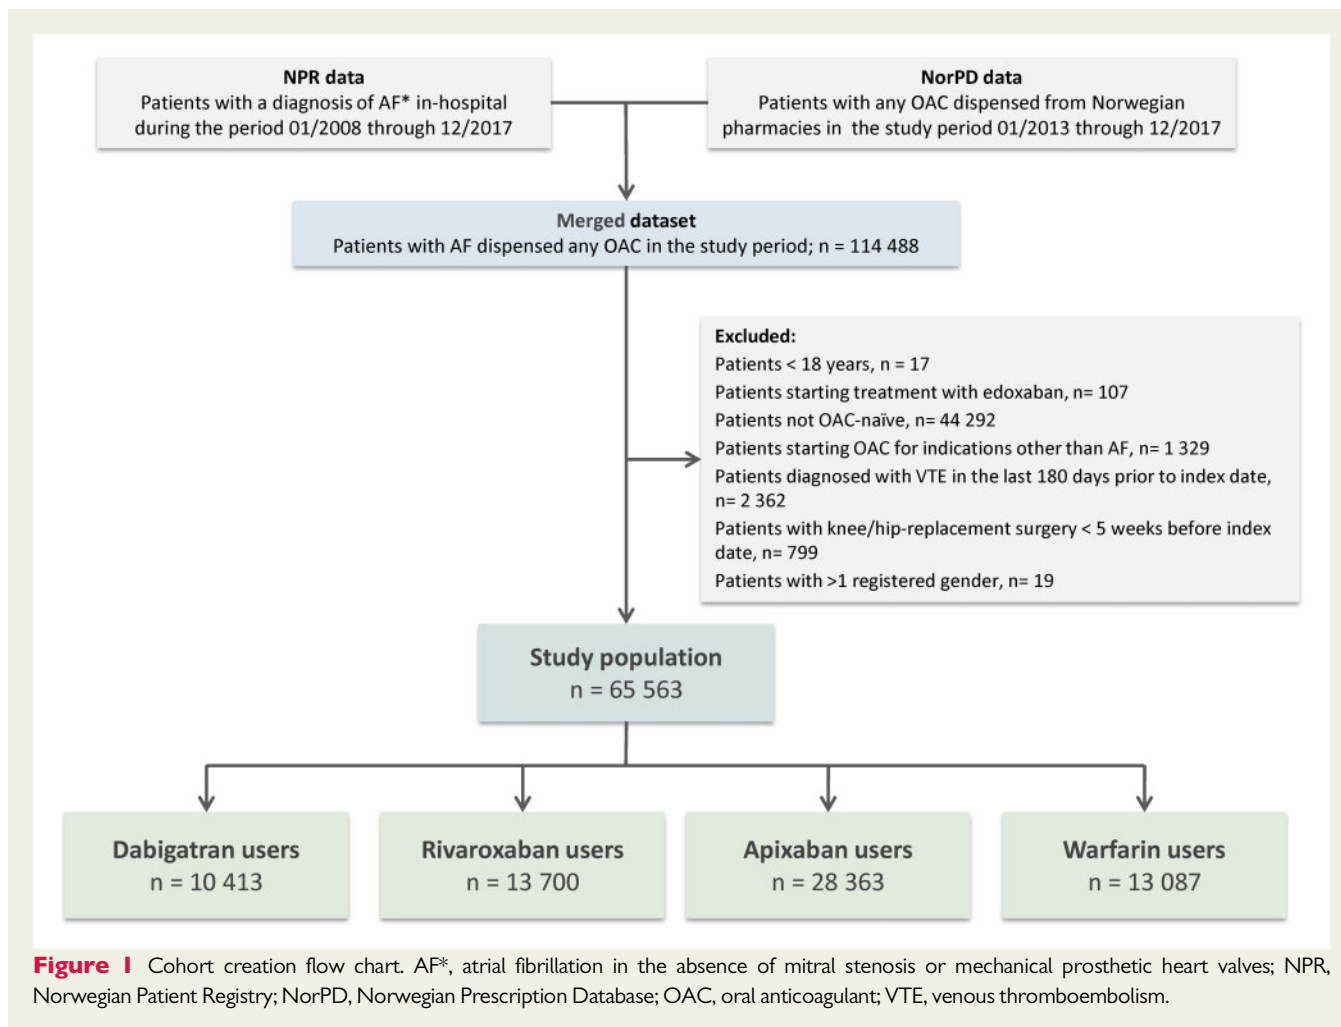 NPR data
Patients with a diagnosis of AF* in-hospital
during the period 01/2008 through 12/2017
NorPD data
Patients with any OAC dispensed from Norwegian
pharmacies in the study period 01/2013 through 12/2017
Merged dataset
Patients with AF dispensed any OAC in the study period; n = 114 488
Excluded:
Patients < 18 years, n = 17
Patients starting treatment with edoxaban, n= 107
Patients not OAC-naïve, n= 44 292
Patients starting OAC for indications other than AF, n= 1 329
Patients diagnosed with VTE in the last 180 days prior to index date,
n= 2 362
Patients with knee/hip-replacement surgery < 5 weeks before index
date, n= 799
Patients with >1 registered gender, n= 19
Study population
n = 65 563
Dabigatran users
n = 10 413
Rivaroxaban users
n = 13 700
Apixaban users
n = 28 363
Warfarin users
n = 13 087
Figure 1 Cohort creation flow chart. AF*, atrial fibrillation in the absence of mitral stenosis or mechanical prosthetic heart valves; NPR,
Norwegian Patient Registry; NorPD, Norwegian Prescription Database; OAC, oral anticoagulant; VTE, venous thromboembolism.